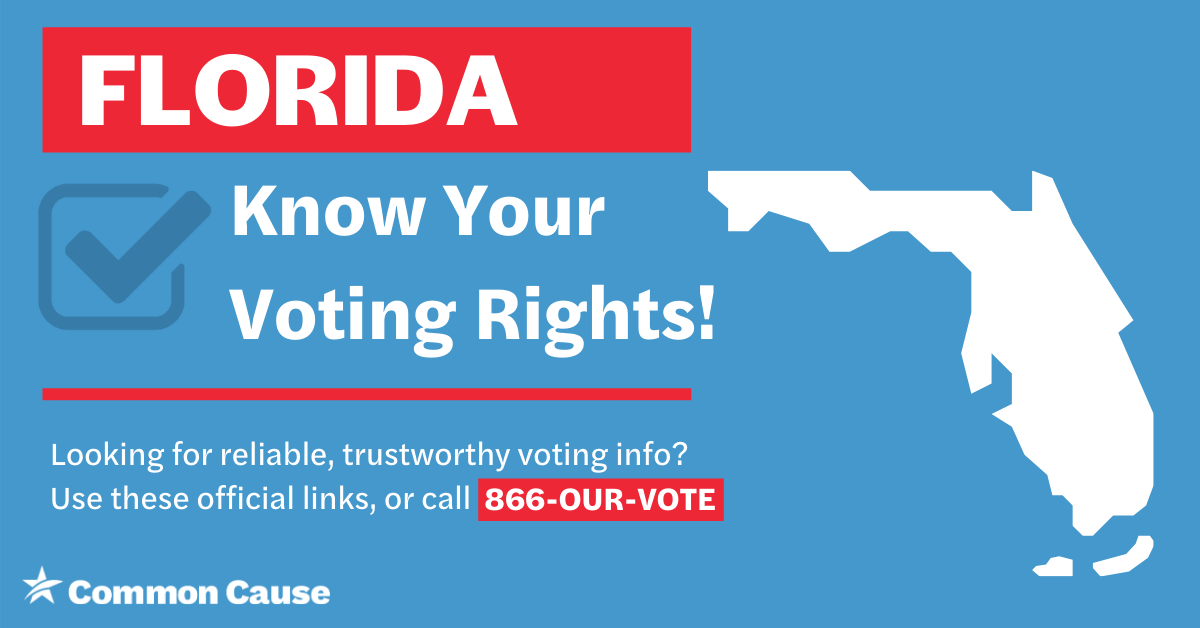 FLORIDA
Know Your
Voting Rights!
Looking for reliable, trustworthy voting info?
Use these official links, or call 866-OUR-VOTE
Common Cause